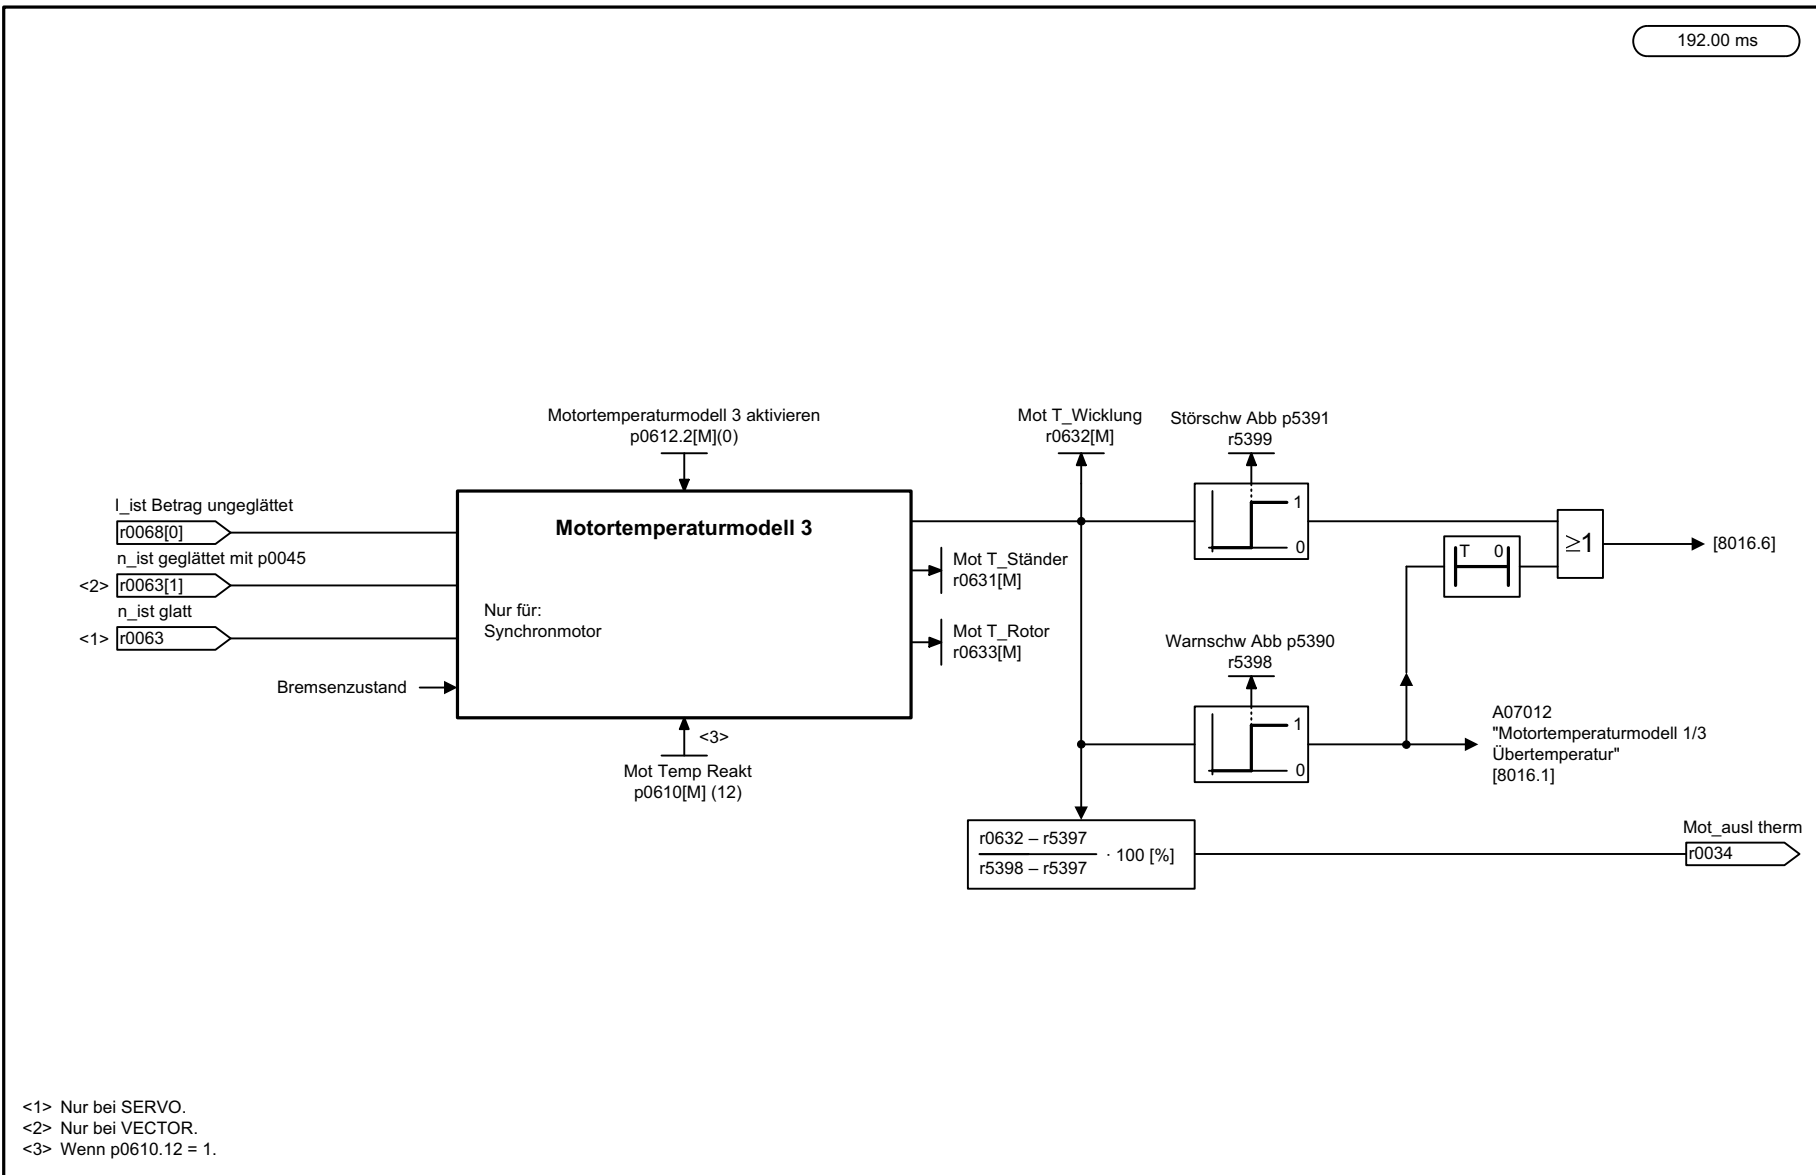 192.00 ms
Motortemperaturmodell 3 aktivieren
p0612.2[M](0)
Mot T_Wicklung
r0632[M]
Störschw Abb p5391
r5399
I_ist Betrag ungeglättet
r0068[0]
n_ist geglättet mit p0045
<2> r0063[1]
n_ist glatt
<1> r0063
Bremsenzustand
Motortemperaturmodell 3
Nur für:
Synchronmotor
<3>
Mot Temp Reakt
p0610[M] (12)
Mot T_Ständer
r0631[M]
Mot T_Rotor
r0633[M]
1
0
T 0
≥1
[8016.6]
Warnschw Abb p5390
r5398
1
0
A07012
"Motortemperaturmodell 1/3
Übertemperatur"
[8016.1]
r0632 – r5397
r5398 – r5397
· 100 [%]
Mot_ausl therm
r0034
<1> Nur bei SERVO.
<2> Nur bei VECTOR.
<3> Wenn p0610.12 = 1.